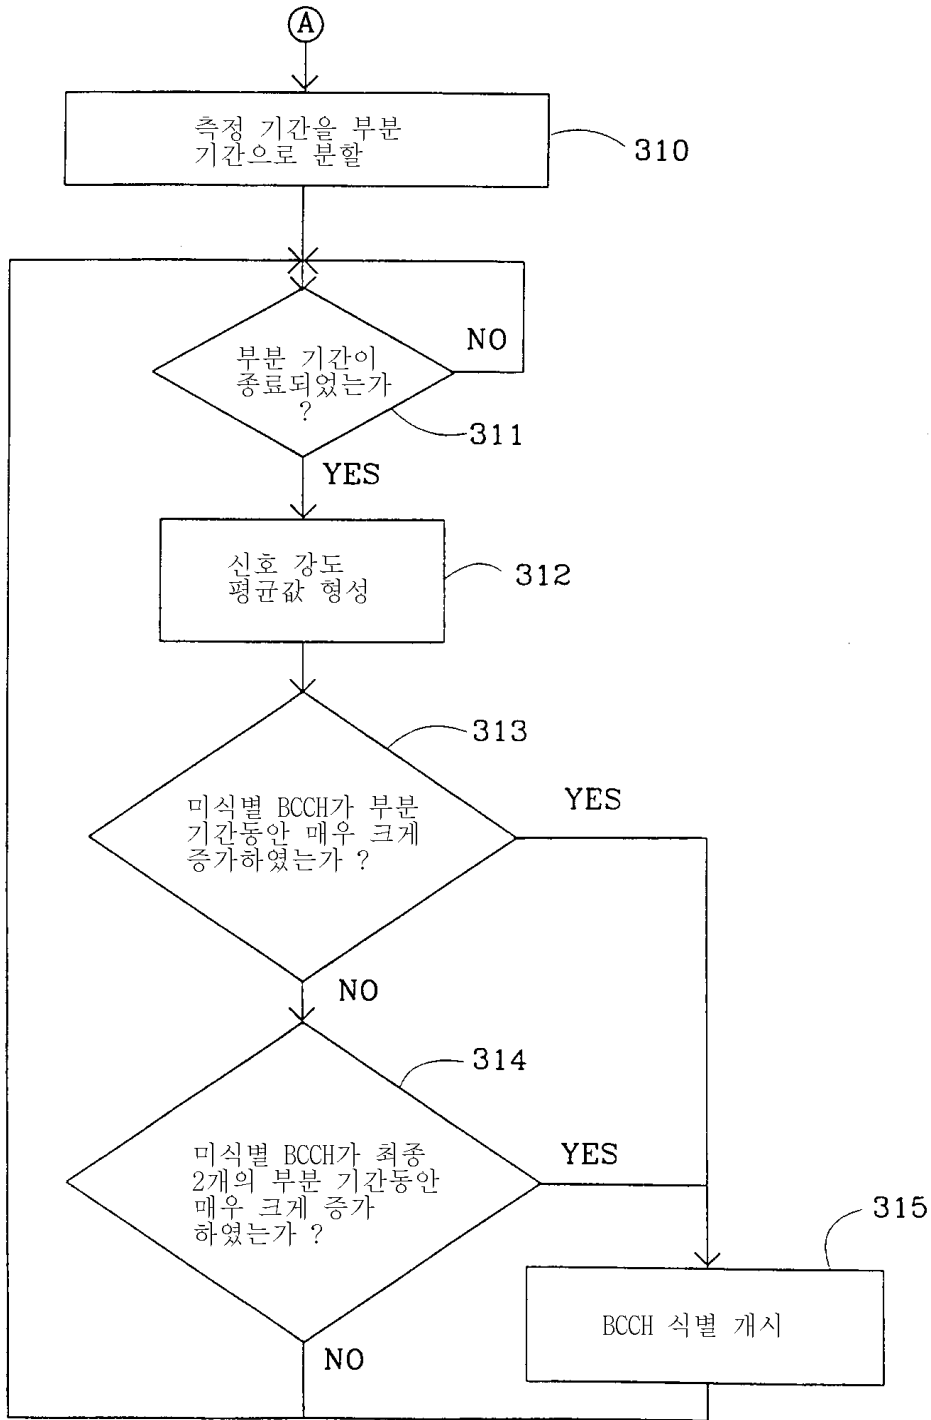 A
측정 기간을 부분
기간으로 분할
310
NO
부분 기간이
종료되었는가
?
311
YES
신호 강도
평균값 형성
312
313
미식별 BCCH가 부분
기간동안 매우 크게
증가하였는가 ?
YES
NO
314
미식별 BCCH가 최종
2개의 부분 기간동안
매우 크게 증가
하였는가 ?
YES
315
BCCH 식별 개시
NO